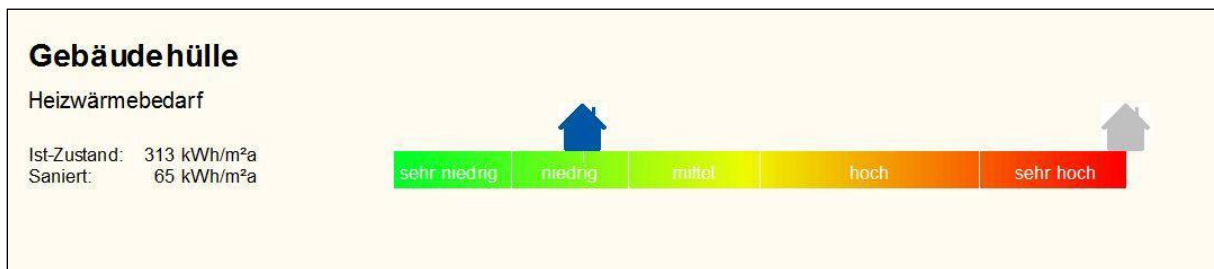 Gebäudehülle
Heizwärmebedarf
Ist-Zustand: 313 kWh/m²a
Saniert: 65 kWh/m²a
sehr niedrig niedrig mittel hoch sehr hoch